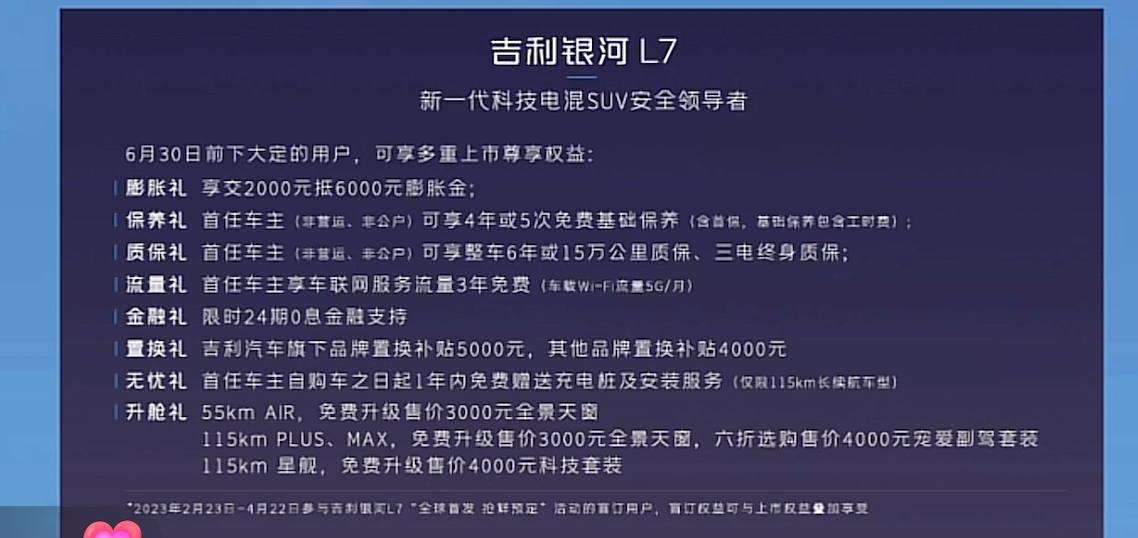 吉利银河 L7
新一代科技电混SUV安全领导者
6月30日前下大定的用户，可享多重上市尊享权益：
膨胀礼 享交2000元抵6000元膨胀金；
保养礼 首任车主（非营运、非公户）可享4年或5次免费基础保养（含首保，基础保养包含工时费）；
质保礼 首任车主（非营运、非公户）可享整车6年或15万公里质保、三电终身质保；
流量礼 首任车主享车联网服务流量3年免费（车载Wi-Fi流量5G/月）
金融礼 限时24期0息金融支持
置换礼 吉利汽车旗下品牌置换补贴5000元，其他品牌置换补贴4000元
无忧礼 首任车主自购车之日起1年内免费赠送充电桩及安装服务（仅限115km长续航车型）
升舱礼 55km AIR，免费升级售价3000元全景天窗
115km PLUS、MAX，免费升级售价3000元全景天窗，六折选购售价4000元宠爱副驾套装
115km 星舰，免费升级售价4000元科技套装
*2023年2月23日-4月22日参与吉利银河L7“全球首发 抢鲜预定”活动的盲订用户，盲订权益可与上市权益叠加享受